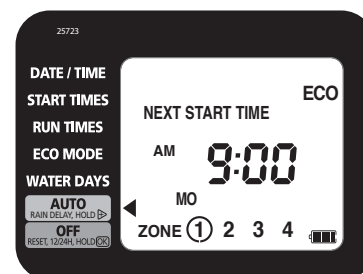 25723
DATE / TIME
START TIMES
RUN TIMES
ECO MODE
WATER DAYS
AUTO
RAIN DELAY, HOLD
OFF
RESET, 12/24H, HOLD OK
ECO
NEXT START TIME
AM 9:00
MO
ZONE 1 2 3 4